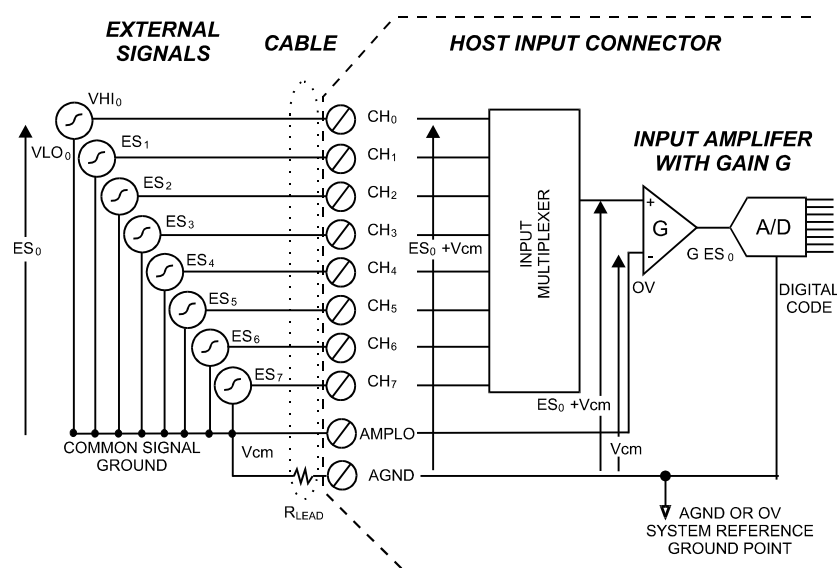 EXTERNAL
SIGNALS
CABLE
HOST INPUT CONNECTOR
VHI0
VLO0
ES1
ES2
ES3
ES4
ES5
ES6
ES7
ES0
CH0
CH1
CH2
CH3
CH4
CH5
CH6
CH7
AMPLO
AGND
COMMON SIGNAL
GROUND
Vcm
RLEAD
ES0 +Vcm
INPUT
MULTIPLEXER
INPUT AMPLIFER
WITH GAIN G
+
G
-
OV
G ES0
A/D
DIGITAL
CODE
ES0 +Vcm
Vcm
AGND OR OV
SYSTEM REFERENCE
GROUND POINT